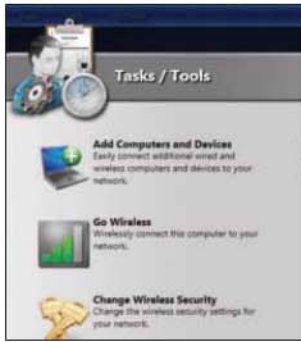 Tasks / Tools
Add Computers and Devices
Easily connect additional wired and
wireless computers and devices to your
network.
Go Wireless
Wirelessly connect this computer to your
network.
Change Wireless Security
Change the wireless security settings for
your network.